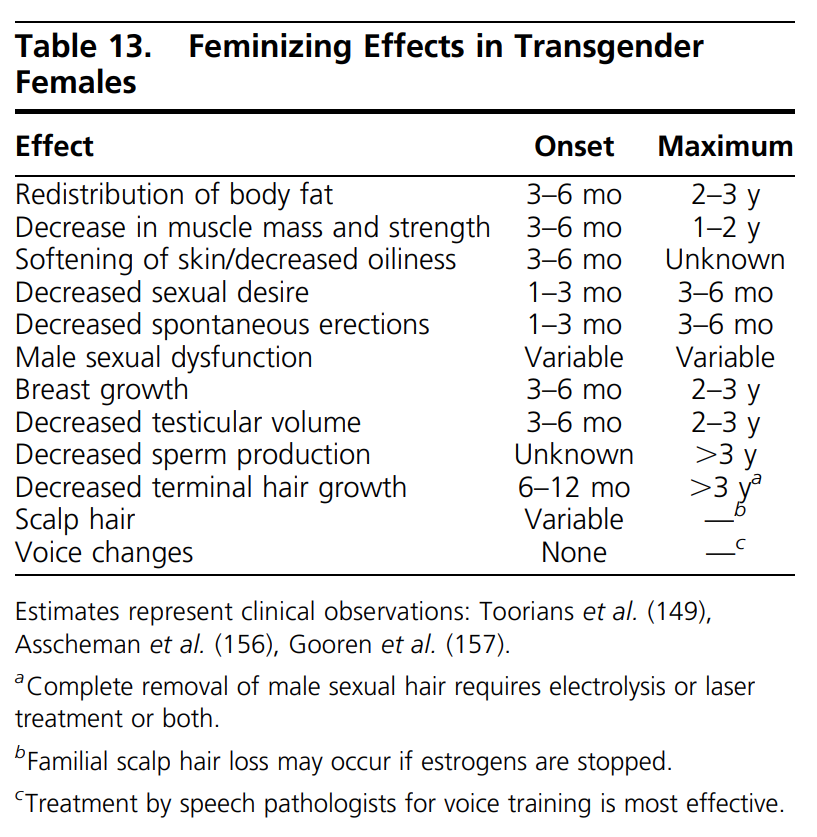 Table 13. Feminizing Effects in Transgender
Females
Effect Onset Maximum
Redistribution of body fat 3–6 mo 2–3 y
Decrease in muscle mass and strength 3–6 mo 1–2 y
Softening of skin/decreased oiliness 3–6 mo Unknown
Decreased sexual desire 1–3 mo 3–6 mo
Decreased spontaneous erections 1–3 mo 3–6 mo
Male sexual dysfunction Variable Variable
Breast growth 3–6 mo 2–3 y
Decreased testicular volume 3–6 mo 2–3 y
Decreased sperm production Unknown >3 y
Decreased terminal hair growth 6–12 mo >3 yᵃ
Scalp hair Variable —ᵇ
Voice changes None —ᶜ
Estimates represent clinical observations: Toorians et al. (149),
Asscheman et al. (156), Gooren et al. (157).
ᵃComplete removal of male sexual hair requires electrolysis or laser
treatment or both.
ᵇFamilial scalp hair loss may occur if estrogens are stopped.
ᶜTreatment by speech pathologists for voice training is most effective.